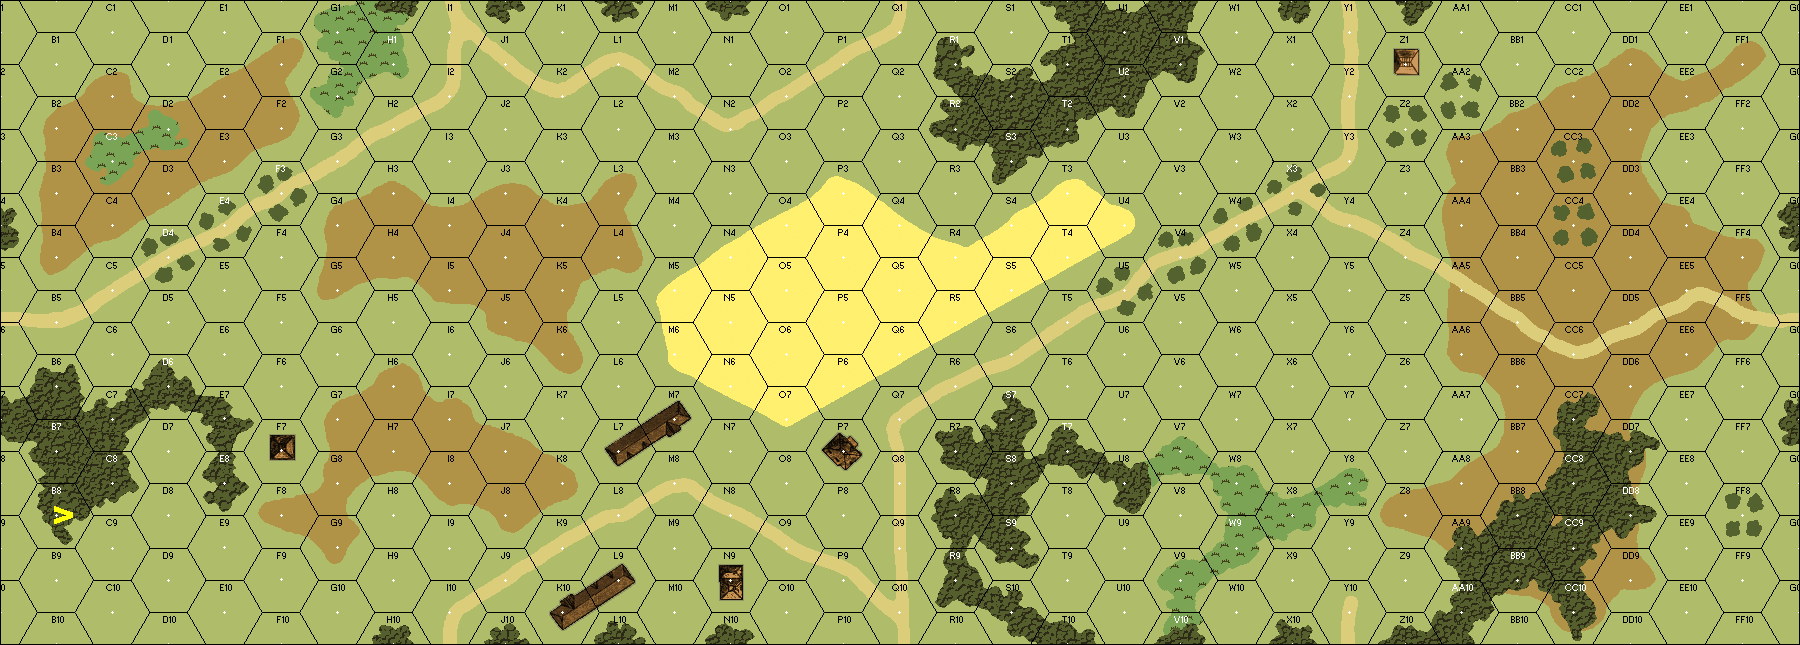 1 C1 E1 G1 I1 K1 M1 O1 Q1 S1 U1 W1 Y1 AA1 CC1 EE1
B1 D1 F1 H1 J1 L1 N1 P1 R1 T1 V1 X1 Z1 BB1 DD1 FF1
2 C2 E2 G2 I2 K2 M2 O2 Q2 S2 U2 W2 Y2 AA2 CC2 EE2
B2 D2 F2 H2 J2 L2 N2 P2 R2 T2 V2 X2 Z2 BB2 DD2 FF2
3 C3 E3 G3 I3 K3 M3 O3 Q3 S3 U3 W3 Y3 AA3 CC3 EE3
B3 D3 F3 H3 J3 L3 N3 P3 R3 T3 V3 X3 Z3 BB3 DD3 FF3
4 C4 E4 G4 I4 K4 M4 O4 Q4 S4 U4 W4 Y4 AA4 CC4 EE4
B4 D4 F4 H4 J4 L4 N4 P4 R4 T4 V4 X4 Z4 BB4 DD4 FF4
5 C5 E5 G5 I5 K5 M5 O5 Q5 S5 U5 W5 Y5 AA5 CC5 EE5
B5 D5 F5 H5 J5 L5 N5 P5 R5 T5 V5 X5 Z5 BB5 DD5 FF5
6 C6 E6 G6 I6 K6 M6 O6 Q6 S6 U6 W6 Y6 AA6 CC6 EE6
B6 D6 F6 H6 J6 L6 N6 P6 R6 T6 V6 X6 Z6 BB6 DD6 FF6
C7 E7 G7 I7 K7 M7 O7 Q7 S7 U7 W7 Y7 AA7 CC7 EE7
B7 D7 F7 H7 J7 L7 N7 P7 R7 T7 V7 X7 Z7 BB7 DD7 FF7
8 C8 E8 G8 I8 K8 M8 O8 Q8 S8 U8 W8 Y8 AA8 CC8 EE8
B8 D8 F8 H8 J8 L8 N8 P8 R8 T8 V8 X8 Z8 BB8 DD8 FF8
9 C9 E9 G9 I9 K9 M9 O9 Q9 S9 U9 W9 Y9 AA9 CC9 EE9
B9 D9 F9 H9 J9 L9 N9 P9 R9 T9 V9 X9 Z9 BB9 DD9 FF9
0 C10 E10 G10 I10 K10 M10 O10 Q10 S10 U10 W10 Y10 AA10 CC10 EE10
B10 D10 F10 H10 J10 L10 N10 P10 R10 T10 V10 X10 Z10 BB10 DD10 FF10